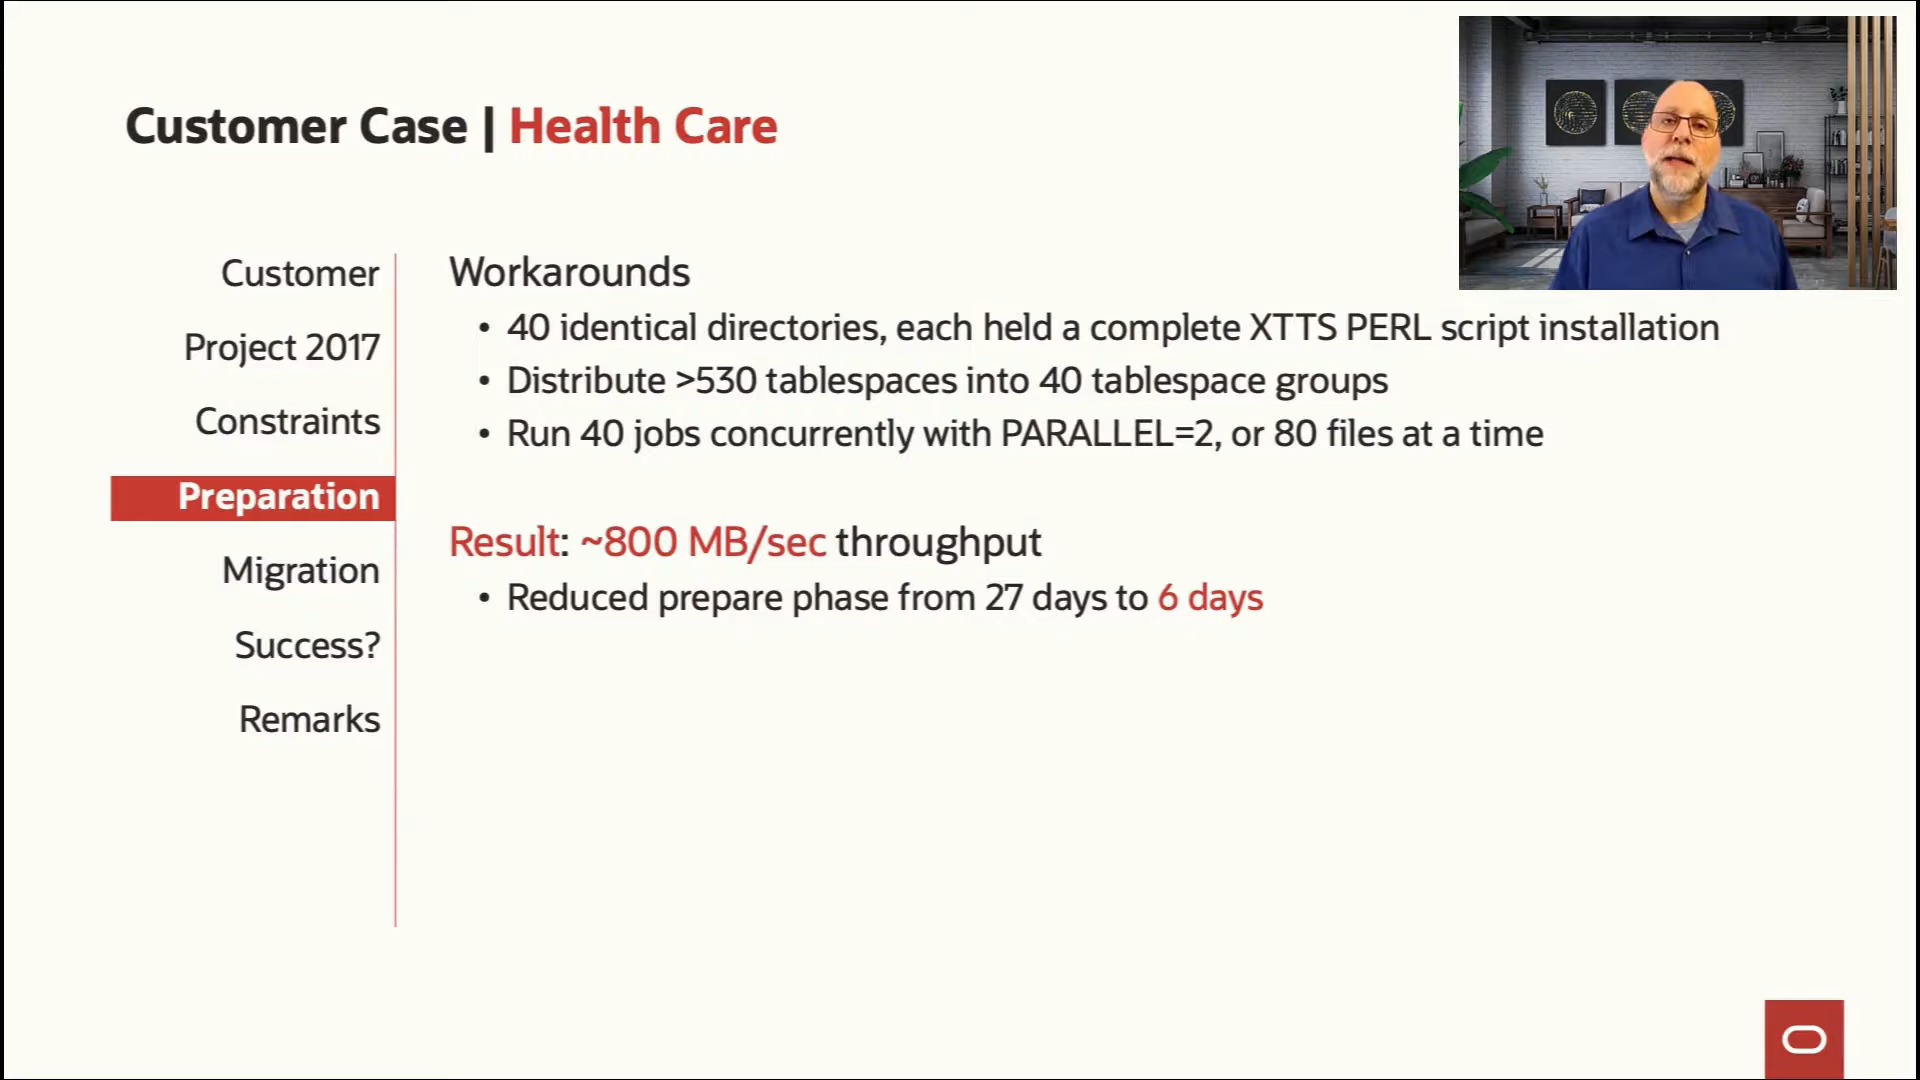 Customer Case | Health Care
Customer
Project 2017
Constraints
Preparation
Migration
Success?
Remarks
Workarounds
• 40 identical directories, each held a complete XTTS PERL script installation
• Distribute >530 tablespaces into 40 tablespace groups
• Run 40 jobs concurrently with PARALLEL=2, or 80 files at a time
Result: ~800 MB/sec throughput
• Reduced prepare phase from 27 days to 6 days